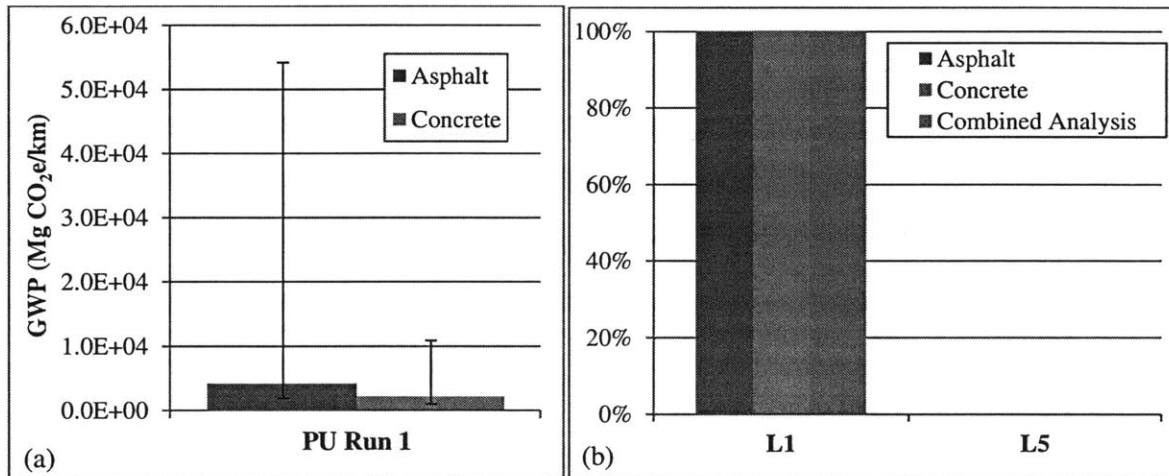 6.0E+04
5.0E+04
4.0E+04
3.0E+04
2.0E+04
1.0E+04
0.0E+00
GWP (Mg CO₂e/km)
Asphalt
Concrete
PU Run 1
(a)
100%
80%
60%
40%
20%
0%
Asphalt
Concrete
Combined Analysis
L1
L5
(b)